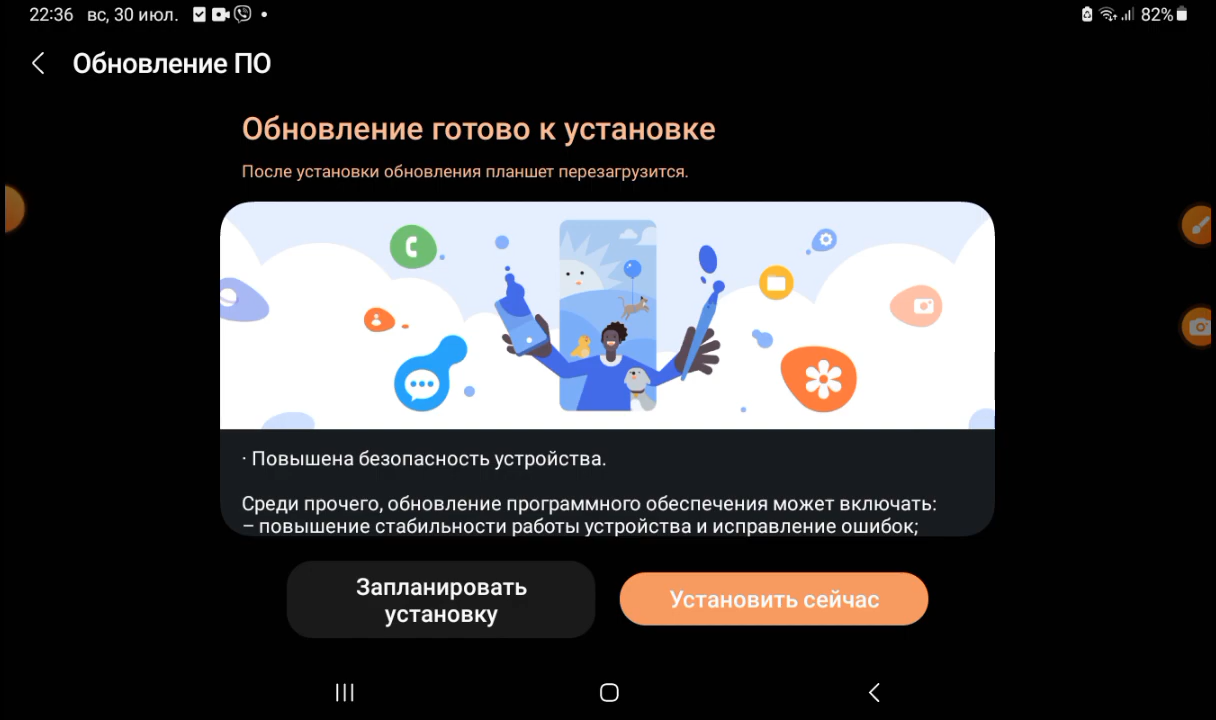 22:36 вс, 30 июл.
82%
Обновление ПО
Обновление готово к установке
После установки обновления планшет перезагрузится.
· Повышена безопасность устройства.
Среди прочего, обновление программного обеспечения может включать:
– повышение стабильности работы устройства и исправление ошибок;
Запланировать
установку
Установить сейчас